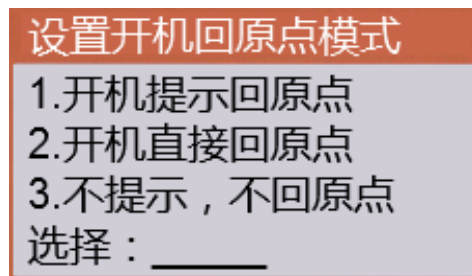 设置开机回原点模式
1.开机提示回原点
2.开机直接回原点
3.不提示，不回原点
选择：_____